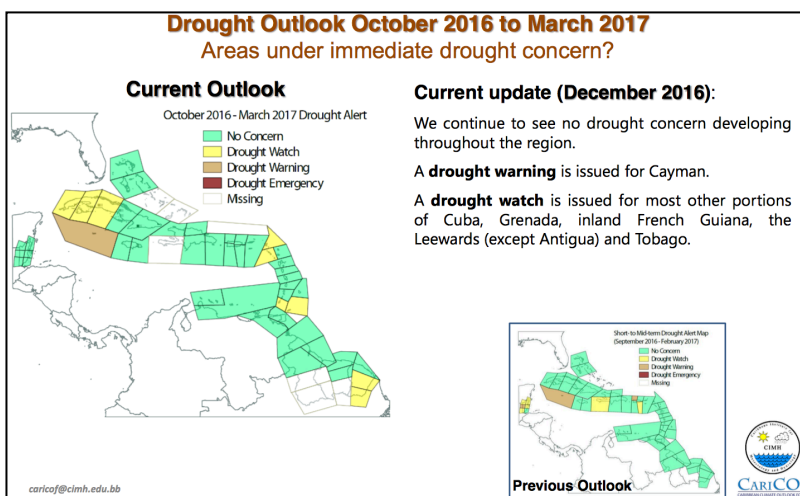 Drought Outlook October 2016 to March 2017
Areas under immediate drought concern?
Current Outlook
October 2016 - March 2017 Drought Alert
No Concern
Drought Watch
Drought Warning
Drought Emergency
Missing
Current update (December 2016):
We continue to see no drought concern developing
throughout the region.
A drought warning is issued for Cayman.
A drought watch is issued for most other portions
of Cuba, Grenada, inland French Guiana, the
Leewards (except Antigua) and Tobago.
Short- to Mid-term Drought Alert Map
(September 2016 - February 2017)
No Concern
Drought Watch
Drought Warning
Drought Emergency
Missing
Previous Outlook
CIMH
CARICO
caricof@cimh.edu.bb